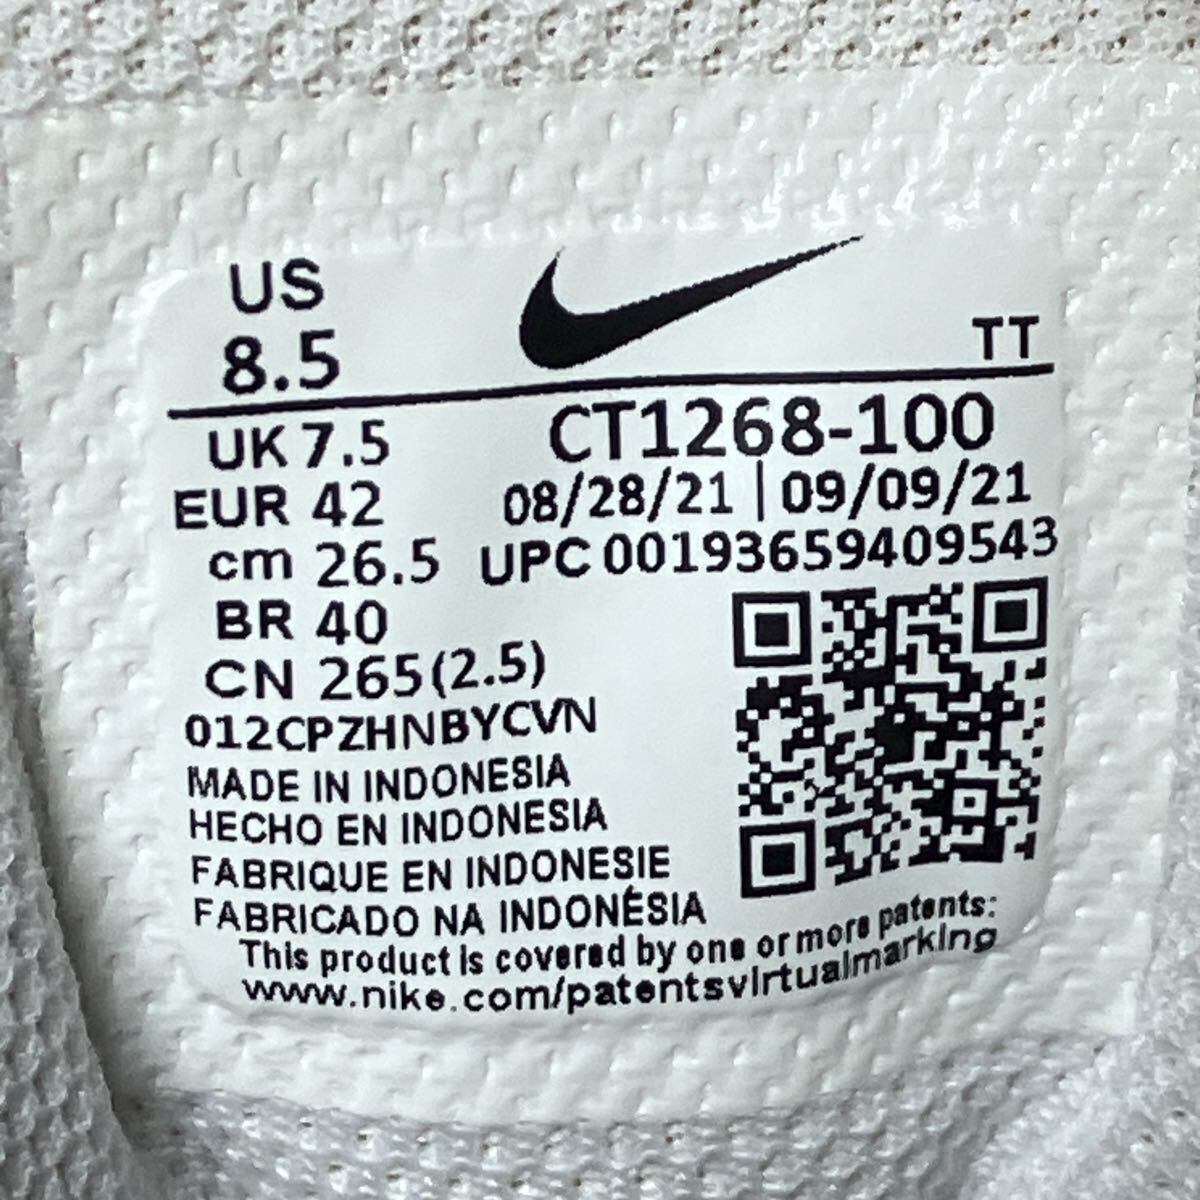 US
8.5
TT
UK 7.5
CT1268-100
EUR 42
08/28/21 | 09/09/21
cm 26.5
UPC 00193659409543
BR 40
CN 265(2.5)
012CPZHNBYCVN
MADE IN INDONESIA
HECHO EN INDONESIA
FABRIQUE EN INDONESIE
FABRICADO NA INDONÉSIA
This product is covered by one or more patents:
www.nike.com/patentsvirtualmarking